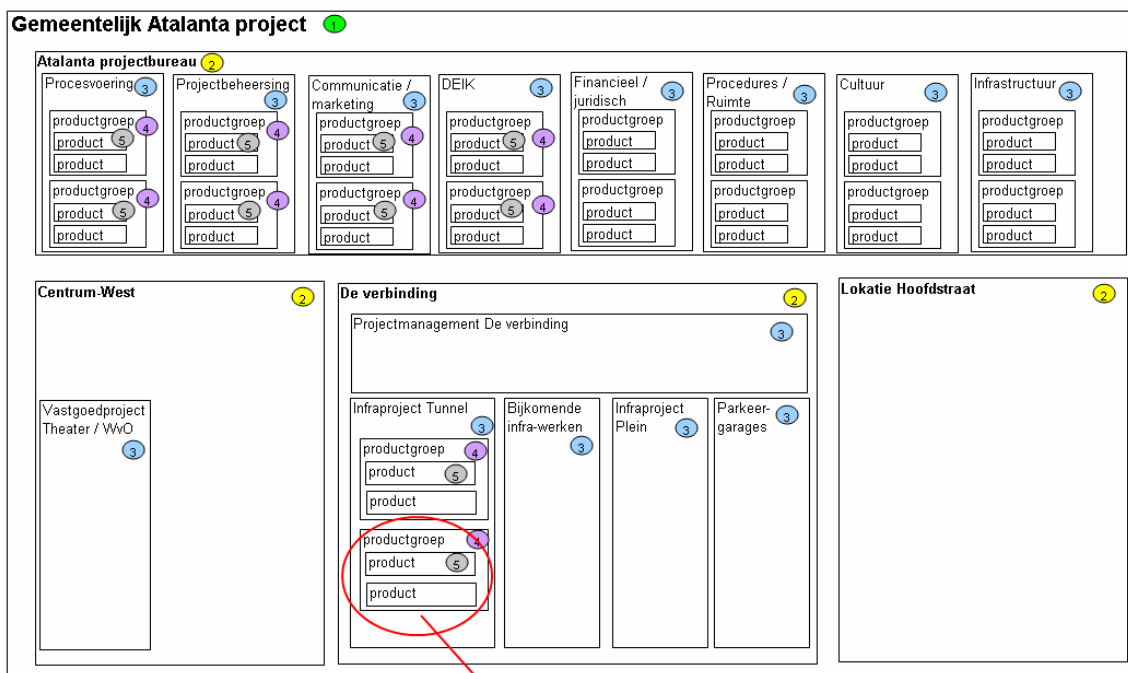 Gemeentelijk Atalanta project 1
Atalanta projectbureau 2
Procesvoering 3
productgroep 4
product 5
product
productgroep 4
product 5
product
Projectbeheersing
3
productgroep 4
product 5
product
productgroep 4
product 5
product
Communicatie /
marketing 3
productgroep 4
product 5
product
productgroep 4
product 5
product
DEIK 3
productgroep 4
product 5
product
productgroep 4
product 5
product
Financieel /
juridisch 3
productgroep
product
product
productgroep
product
product
Procedures /
Ruimte 3
productgroep
product
product
productgroep
product
product
Cultuur 3
productgroep
product
product
productgroep
product
product
Infrastructuur 3
productgroep
product
product
productgroep
product
product
Centrum-West 2
Vastgoedproject
Theater / WvO
3
De verbinding 2
Projectmanagement De verbinding 3
Infraproject Tunnel
3
productgroep 4
product 5
product
productgroep 4
product 5
product
Bijkomende
infra-werken
3
Infraproject
Plein 3
Parkeer-
garages 3
Lokatie Hoofdstraat 2